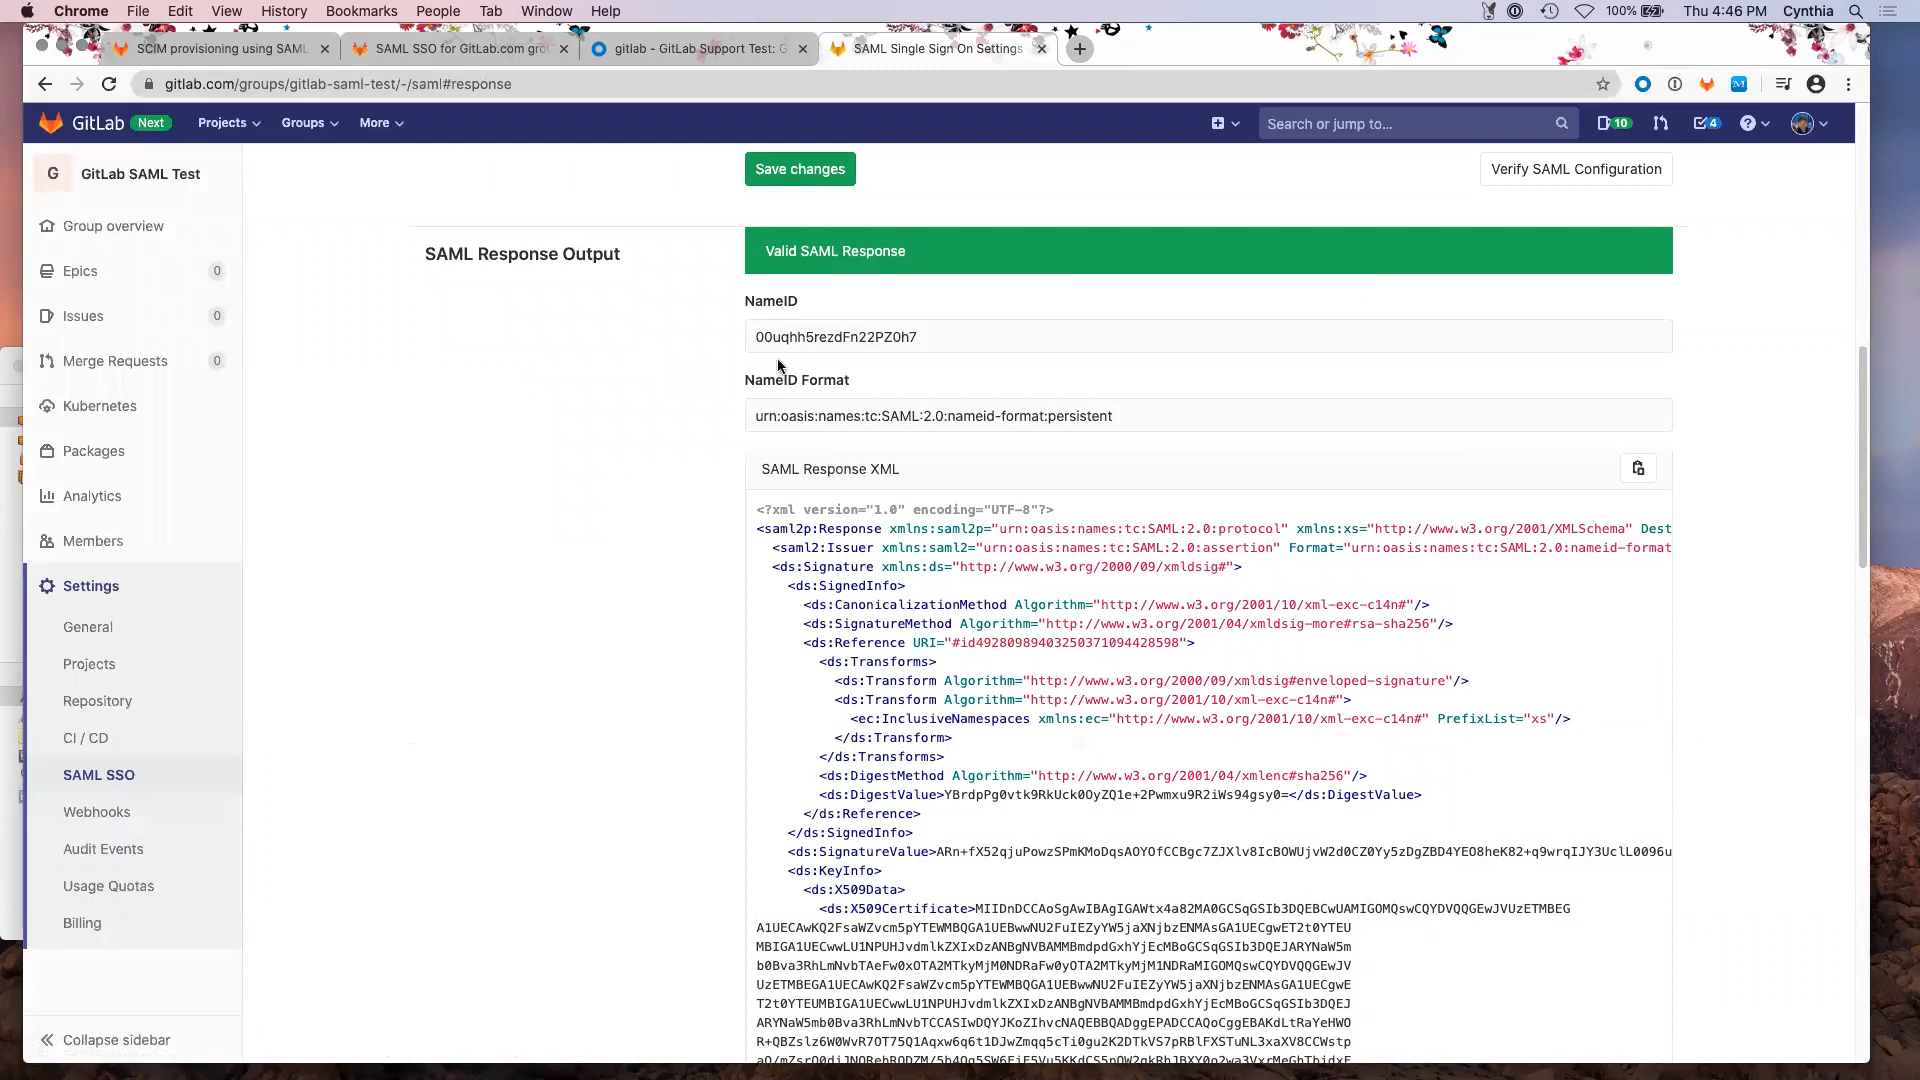 Chrome File Edit View History Bookmarks People Tab Window Help 100% Thu 4:46 PM Cynthia
SCIM provisioning using SAML SAML SSO for GitLab.com gro gitlab - GitLab Support Test: G SAML Single Sign On Settings
gitlab.com/groups/gitlab-saml-test/-/saml#response
GitLab Next Projects Groups More Search or jump to... 10 4
G GitLab SAML Test
Group overview
Epics 0
Issues 0
Merge Requests 0
Kubernetes
Packages
Analytics
Members
Settings
General
Projects
Repository
CI / CD
SAML SSO
Webhooks
Audit Events
Usage Quotas
Billing
Collapse sidebar
Save changes Verify SAML Configuration
SAML Response Output
Valid SAML Response
NameID
00uqhh5rezdFn22PZ0h7
NameID Format
urn:oasis:names:tc:SAML:2.0:nameid-format:persistent
SAML Response XML
<?xml version="1.0" encoding="UTF-8"?>
<saml2p:Response xmlns:saml2p="urn:oasis:names:tc:SAML:2.0:protocol" xmlns:xs="http://www.w3.org/2001/XMLSchema" Dest
<saml2:Issuer xmlns:saml2="urn:oasis:names:tc:SAML:2.0:assertion" Format="urn:oasis:names:tc:SAML:2.0:nameid-format
<ds:Signature xmlns:ds="http://www.w3.org/2000/09/xmldsig#">
<ds:SignedInfo>
<ds:CanonicalizationMethod Algorithm="http://www.w3.org/2001/10/xml-exc-c14n#"/>
<ds:SignatureMethod Algorithm="http://www.w3.org/2001/04/xmldsig-more#rsa-sha256"/>
<ds:Reference URI="#id49280989403250371094428598">
<ds:Transforms>
<ds:Transform Algorithm="http://www.w3.org/2000/09/xmldsig#enveloped-signature"/>
<ds:Transform Algorithm="http://www.w3.org/2001/10/xml-exc-c14n#">
<ec:InclusiveNamespaces xmlns:ec="http://www.w3.org/2001/10/xml-exc-c14n#" PrefixList="xs"/>
</ds:Transform>
</ds:Transforms>
<ds:DigestMethod Algorithm="http://www.w3.org/2001/04/xmlenc#sha256"/>
<ds:DigestValue>YBrdpPg0vtk9RkUck0OyZQ1e+2Pwmxu9R2iWs94gsy0=</ds:DigestValue>
</ds:Reference>
</ds:SignedInfo>
<ds:SignatureValue>ARn+fX52qjuPowzSPmKMoDqsAOYOfCCBgc7ZJXlv8IcBOWUjvW2d0CZ0Yy5zDgZBD4YEO8heK82+q9wrqIJY3UclL0096u
<ds:KeyInfo>
<ds:X509Data>
<ds:X509Certificate>MIIDnDCCAoSgAwIBAgIGAWtx4a82MA0GCSqGSIb3DQEBCwUAMIGOMQswCQYDVQQGEwJVUzETMBEG
A1UECAwKQ2FsaWZvcm5pYTEWMBQGA1UEBwwNU2FuIEZyYW5jaXNjbzENMAsGA1UECgwET2t0YTEU
MBIGA1UECwwLU1NPUHJvdmlkZXIxDzANBgNVBAMMBmdpdGxhYjEcMBoGCSqGSIb3DQEJARYNaW5m
b0Bva3RhLmNvbTAeFw0xOTA2MTkyMjM0NDRaFw0yOTA2MTkyMjM1NDRaMIGOMQswCQYDVQQGEwJV
UzETMBEGA1UECAwKQ2FsaWZvcm5pYTEWMBQGA1UEBwwNU2FuIEZyYW5jaXNjbzENMAsGA1UECgwE
T2t0YTEUMBIGA1UECwwLU1NPUHJvdmlkZXIxDzANBgNVBAMMBmdpdGxhYjEcMBoGCSqGSIb3DQEJ
ARYNaW5mb0Bva3RhLmNvbTCCASIwDQYJKoZIhvcNAQEBBQADggEPADCCAQoCggEBAKdLtRaYeHWO
R+QBZslz6W0WvR7OT75Q1Aqxw6q6t1DJwZmqq5cTi0gu2K2DTkVS7pRBlFXSTuNL3xaXV8CCWstp